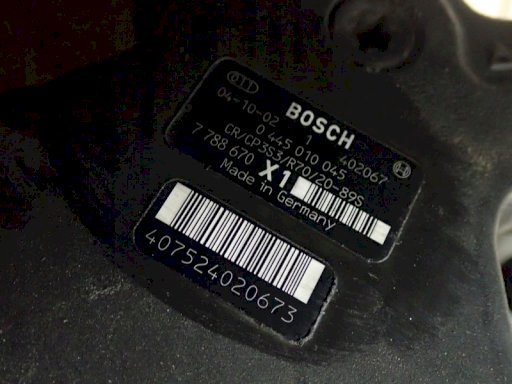 BOSCH
04-10-02 1 402067
0 445 010 045
CR/CP3S3/R70/20-89S
7 788 670 X1
Made in Germany
407524020673